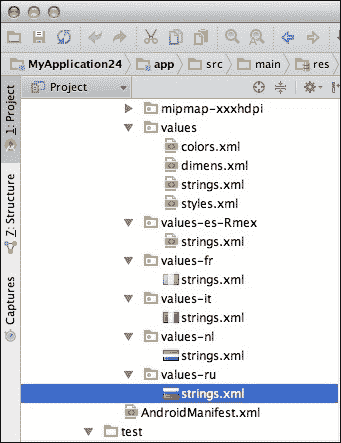 MyApplication24 app src main res
Project
mipmap-xxxhdpi
values
colors.xml
dimens.xml
strings.xml
styles.xml
values-es-Rmex
strings.xml
values-fr
strings.xml
values-it
strings.xml
values-nl
strings.xml
values-ru
strings.xml
AndroidManifest.xml
test
1: Project
Z: Structure
Captures